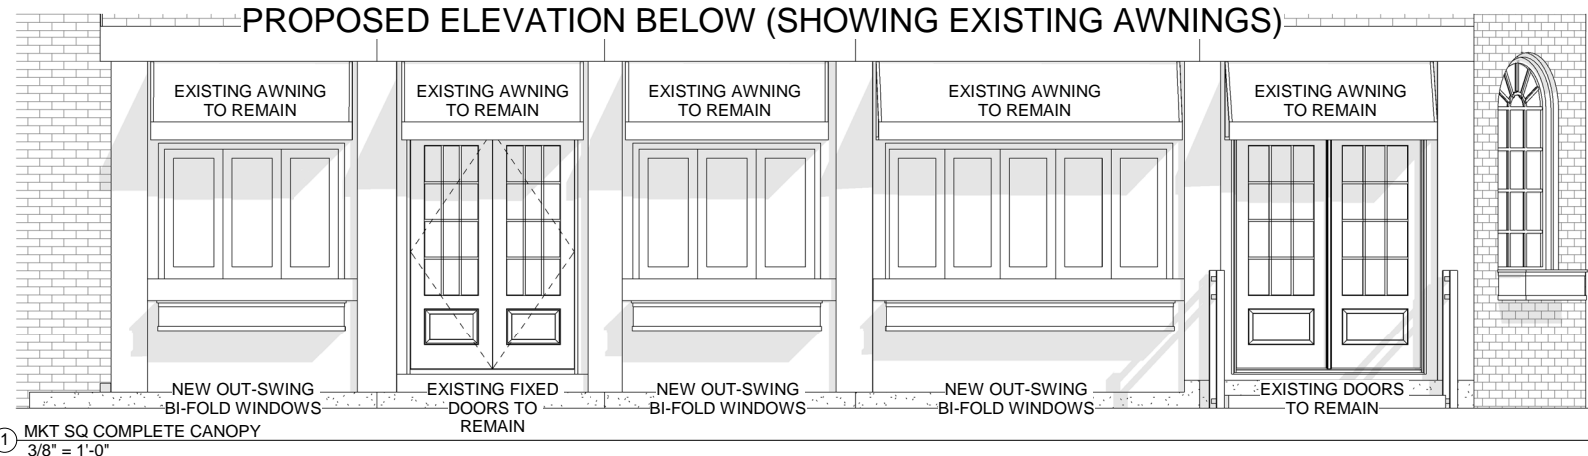 PROPOSED ELEVATION BELOW (SHOWING EXISTING AWNINGS)
EXISTING AWNING
TO REMAIN
EXISTING AWNING
TO REMAIN
EXISTING AWNING
TO REMAIN
EXISTING AWNING
TO REMAIN
EXISTING AWNING
TO REMAIN
NEW OUT-SWING
BI-FOLD WINDOWS
EXISTING FIXED
DOORS TO
REMAIN
NEW OUT-SWING
BI-FOLD WINDOWS
NEW OUT-SWING
BI-FOLD WINDOWS
EXISTING DOORS
TO REMAIN
1
MKT SQ COMPLETE CANOPY
3/8" = 1'-0"